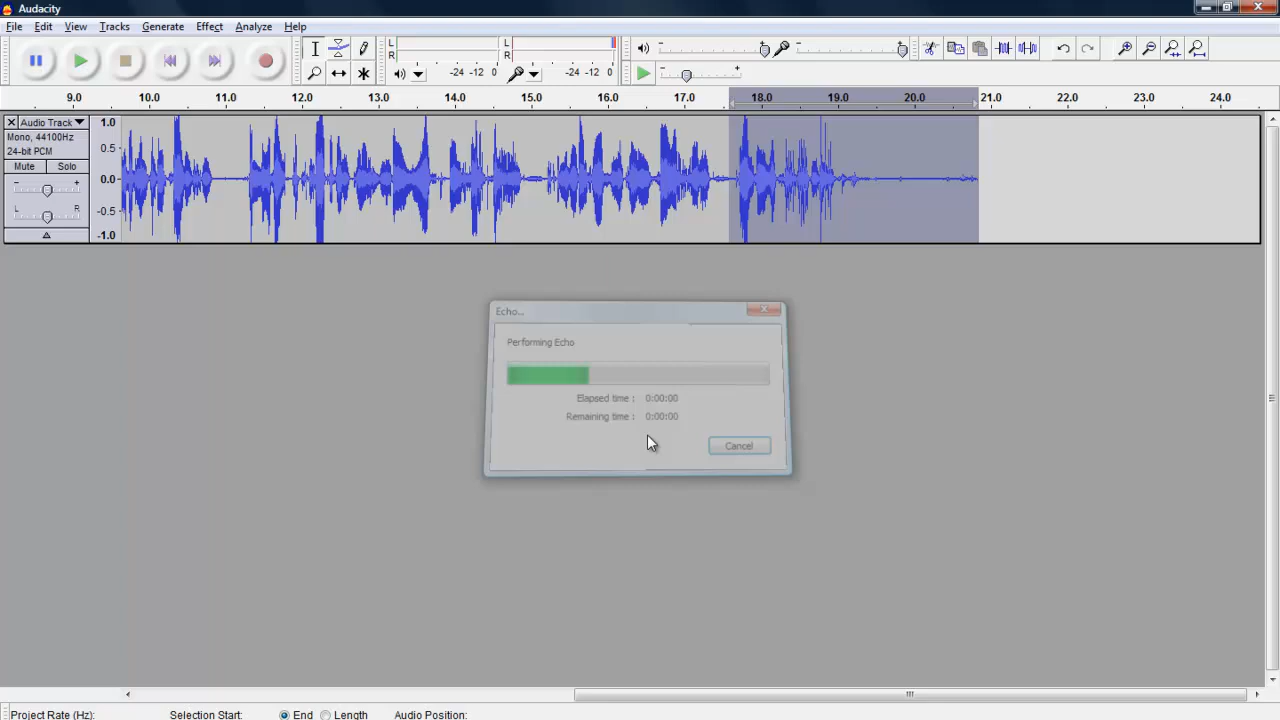 Audacity
File Edit View Tracks Generate Effect Analyze Help
L R -24 -12 0 L R -24 -12 0
9.0 10.0 11.0 12.0 13.0 14.0 15.0 16.0 17.0 18.0 19.0 20.0 21.0 22.0 23.0 24.0
Audio Track
Mono, 44100Hz
24-bit PCM
Mute Solo
- +
L R
1.0
0.5
0.0
-0.5
-1.0
Echo...
Performing Echo
Elapsed time : 0:00:00
Remaining time : 0:00:00
Cancel
Project Rate (Hz): Selection Start: End Length Audio Position: